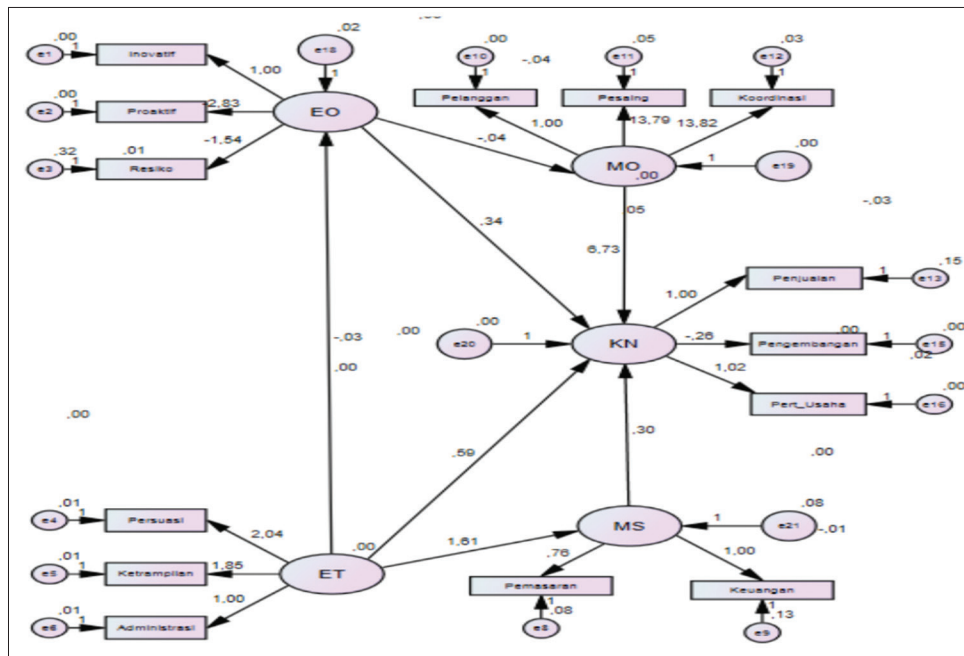 ,00
e1
1
Inovatif
,02
e18
1
1,00
,00
e2
1
Proaktif
-2,83
EO
-1,54
,32
e3
1
,01
Resiko
,00
e10
1
-,04
Pelanggan
,05
e11
1
Pesaing
,03
e12
1
Koordinasi
1,00
13,79
13,82
-,04
MO
,00
1
,00
e19
,34
,05
6,73
-,03
-,03
,00
,00
,00
e20
1
KN
1,00
Penjualan
1
e13
,15
-,26
Pengembangan
,00
1
,00
1,02
,02
Pert_Usaha
1
,00
,00
,59
,30
,00
,01
e4
1
Persuasi
2,04
,01
e5
1
Ketrampilan
1,85
,01
e6
1
Administrasi
1,00
,00
ET
1,61
MS
1
,08
e21
-,01
,76
1,00
Pemasaran
1
,08
e8
Keuangan
1
,13
e9